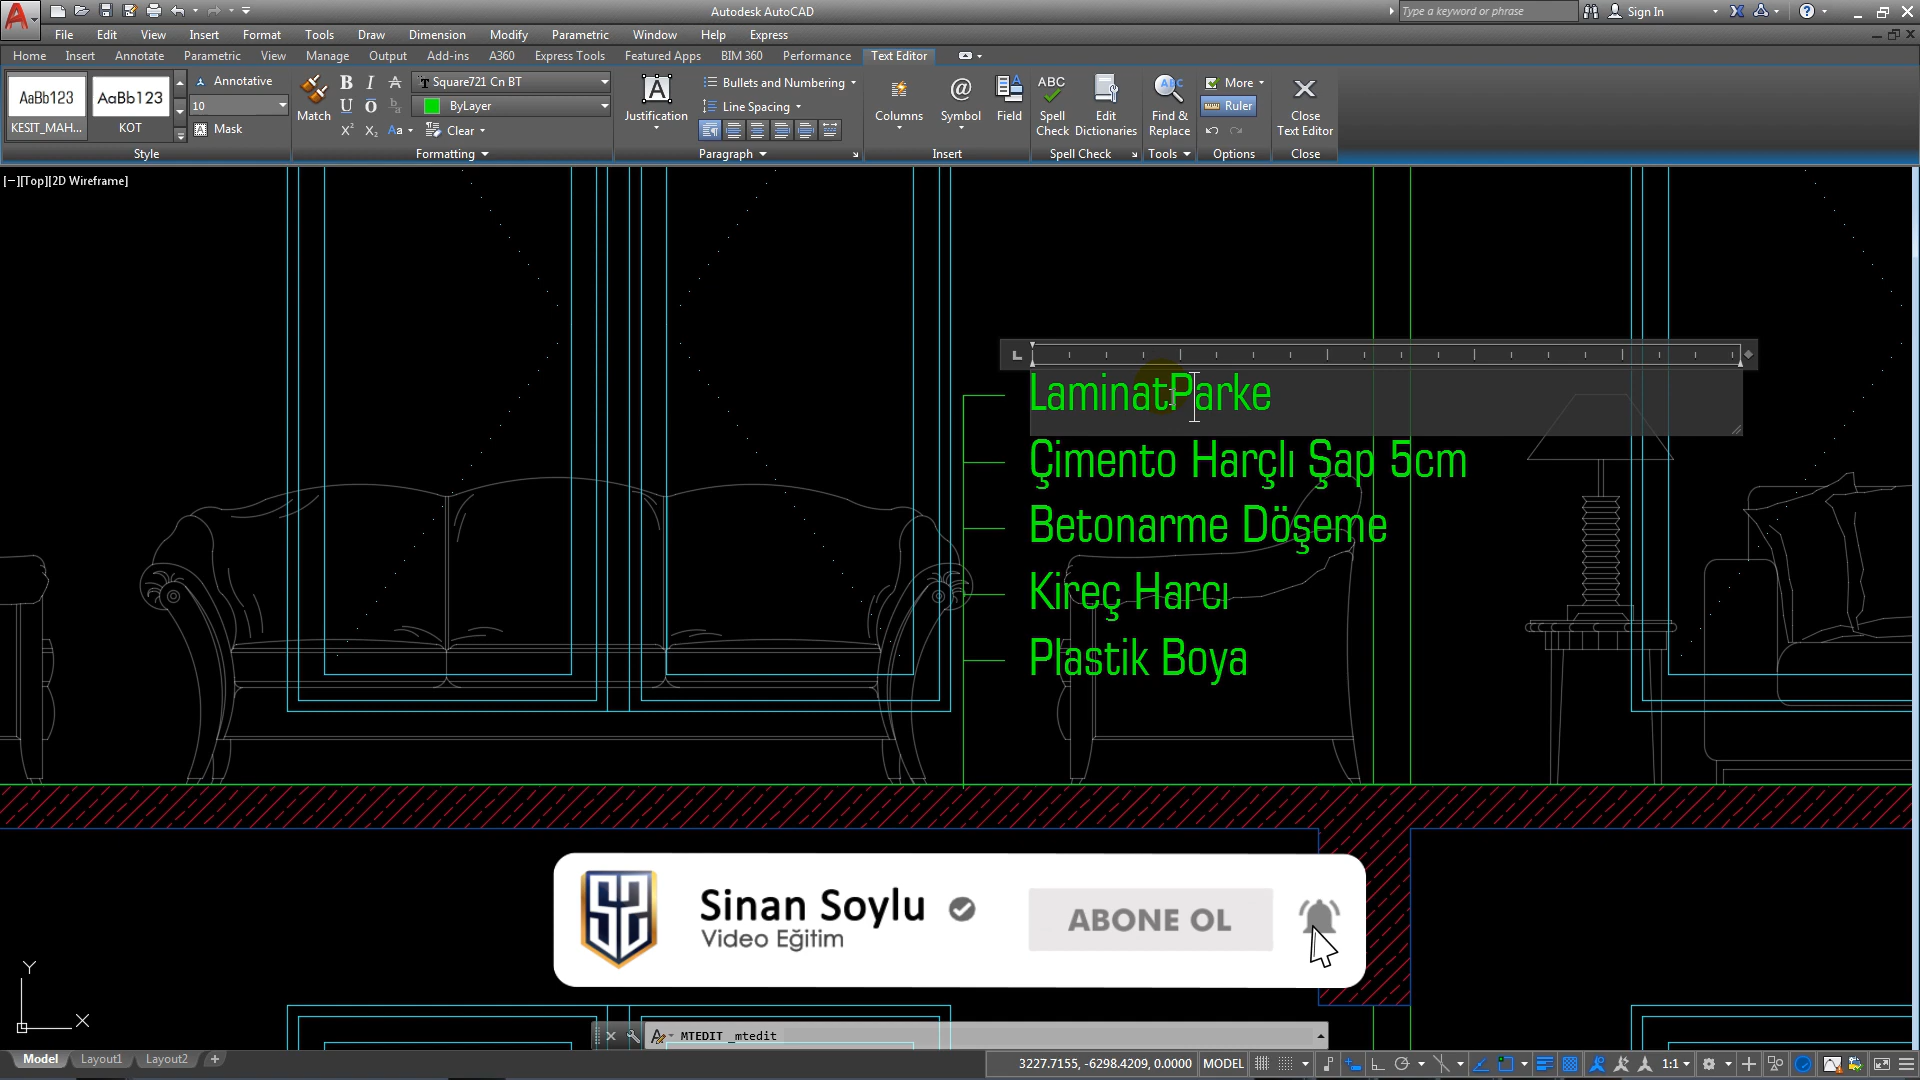 Autodesk AutoCAD
Type a keyword or phrase
Sign In
File Edit View Insert Format Tools Draw Dimension Modify Parametric Window Help Express
Home Insert Annotate Parametric View Manage Output Add-ins A360 Express Tools Featured Apps BIM 360 Performance Text Editor
AaBb123
KESIT_MAH...
AaBb123
KOT
Annotative
10
Mask
Style
Match
Square721 Cn BT
ByLayer
Clear
Formatting
Justification
Bullets and Numbering
Line Spacing
Paragraph
Columns
Symbol
Field
Insert
ABC
Spell Check
Edit Dictionaries
Spell Check
Find & Replace
Tools
More
Ruler
Options
Close Text Editor
Close
[−][Top][2D Wireframe]
LaminatParke
Çimento Harçlı Şap 5cm
Betonarme Döşeme
Kireç Harcı
Plastik Boya
Sinan Soylu
Video Eğitim
ABONE OL
Y
X
MTEDIT _mtedit
Model Layout1 Layout2 +
3227.7155, -6298.4209, 0.0000 MODEL
1:1